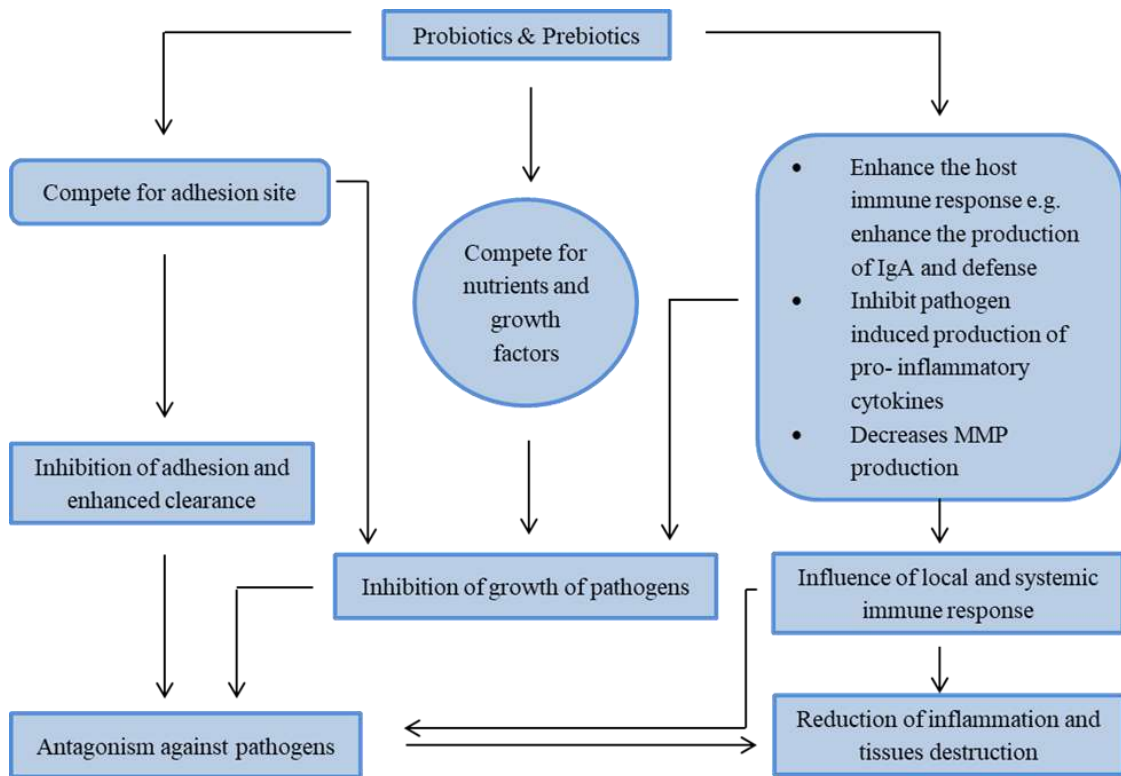 Probiotics & Prebiotics
Compete for adhesion site
Compete for
nutrients and
growth
factors
• Enhance the host
immune response e.g.
enhance the production
of IgA and defense
• Inhibit pathogen
induced production of
pro- inflammatory
cytokines
• Decreases MMP
production
Inhibition of adhesion and
enhanced clearance
Inhibition of growth of pathogens
Influence of local and systemic
immune response
Antagonism against pathogens
Reduction of inflammation and
tissues destruction